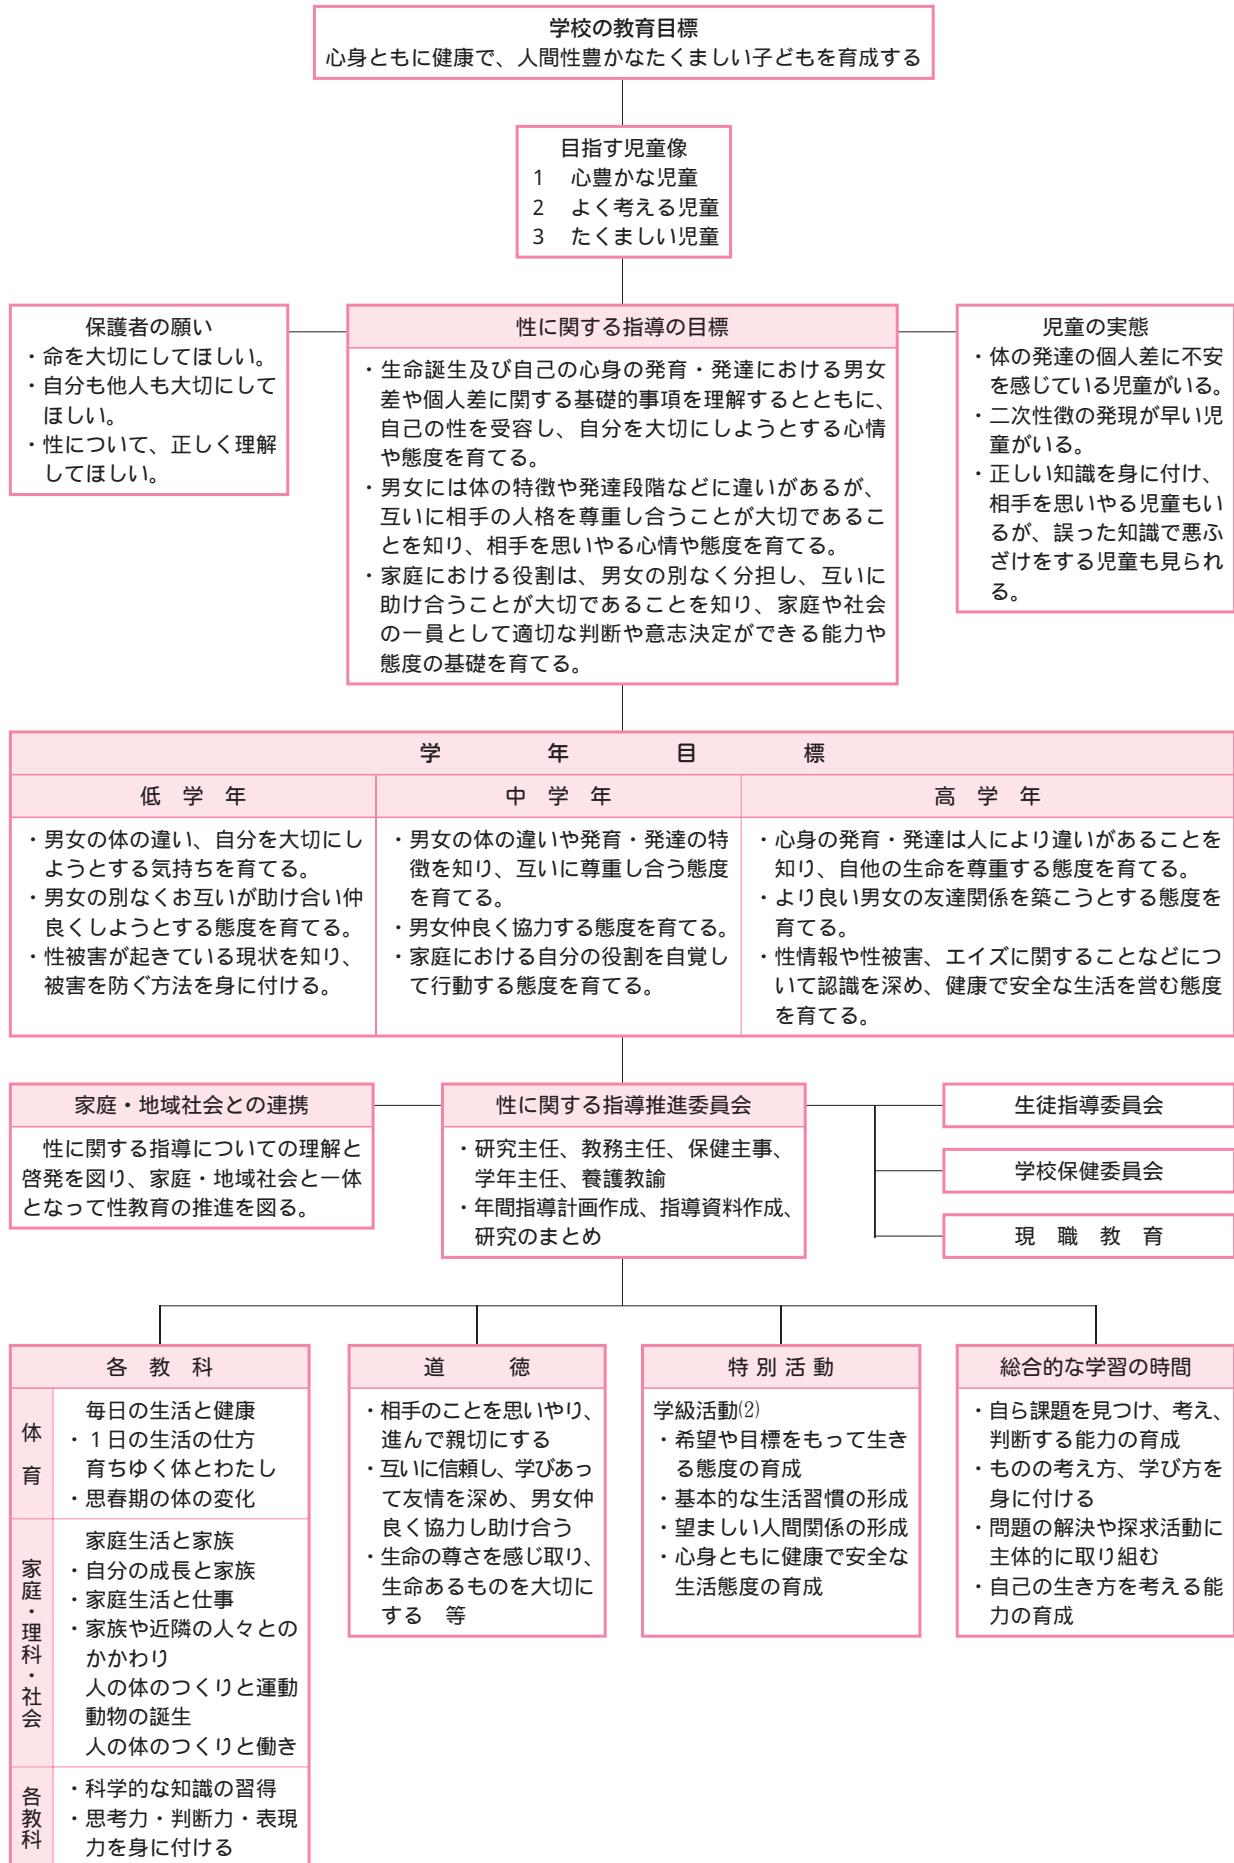 学校の教育目標
心身ともに健康で、人間性豊かなたくましい子どもを育成する
目指す児童像
1 心豊かな児童
2 よく考える児童
3 たくましい児童
保護者の願い
・命を大切にしてほしい。
・自分も他人も大切にして
ほしい。
・性について、正しく理解
してほしい。
性に関する指導の目標
・生命誕生及び自己の心身の発育・発達における男女
差や個人差に関する基礎的事項を理解するとともに、
自己の性を受容し、自分を大切にしようとする心情
や態度を育てる。
・男女には体の特徴や発達段階などに違いがあるが、
互いに相手の人格を尊重し合うことが大切であるこ
とを知り、相手を思いやる心情や態度を育てる。
・家庭における役割は、男女の別なく分担し、互いに
助け合うことが大切であることを知り、家庭や社会
の一員として適切な判断や意志決定ができる能力や
態度の基礎を育てる。
児童の実態
・体の発達の個人差に不安
を感じている児童がいる。
・二次性徴の発現が早い児
童がいる。
・正しい知識を身に付け、
相手を思いやる児童もい
るが、誤った知識で悪ふ
ざけをする児童も見られ
る。
学年目標
低学年
・男女の体の違い、自分を大切にし
ようとする気持ちを育てる。
・男女の別なくお互いが助け合い仲
良くしようとする態度を育てる。
・性被害が起きている現状を知り、
被害を防ぐ方法を身に付ける。
中学年
・男女の体の違いや発育・発達の特
徴を知り、互いに尊重し合う態度
を育てる。
・男女仲良く協力する態度を育てる。
・家庭における自分の役割を自覚し
て行動する態度を育てる。
高学年
・心身の発育・発達は人により違いがあることを
知り、自他の生命を尊重する態度を育てる。
・より良い男女の友達関係を築こうとする態度を
育てる。
・性情報や性被害、エイズに関することなどにつ
いて認識を深め、健康で安全な生活を営む態度
を育てる。
家庭・地域社会との連携
性に関する指導についての理解と
啓発を図り、家庭・地域社会と一体
となって性教育の推進を図る。
性に関する指導推進委員会
・研究主任、教務主任、保健主事、
学年主任、養護教諭
・年間指導計画作成、指導資料作成、
研究のまとめ
生徒指導委員会
学校保健委員会
現職教育
各教科
体育
毎日の生活と健康
・1日の生活の仕方
育ちゆく体とわたし
・思春期の体の変化
家庭・理科・社会
家庭生活と家族
・自分の成長と家族
・家庭生活と仕事
・家族や近隣の人々との
かかわり
人の体のつくりと運動
動物の誕生
人の体のつくりと働き
各教科
・科学的な知識の習得
・思考力・判断力・表現
力を身に付ける
道徳
・相手のことを思いやり、
進んで親切にする
・互いに信頼し、学びあっ
て友情を深め、男女仲
良く協力し助け合う
・生命の尊さを感じ取り、
生命あるものを大切に
する 等
特別活動
学級活動(2)
・希望や目標をもって生き
る態度の育成
・基本的な生活習慣の形成
・望ましい人間関係の形成
・心身ともに健康で安全な
生活態度の育成
総合的な学習の時間
・自ら課題を見つけ、考え、
判断する能力の育成
・ものの考え方、学び方を
身に付ける
・問題の解決や探求活動に
主体的に取り組む
・自己の生き方を考える能
力の育成